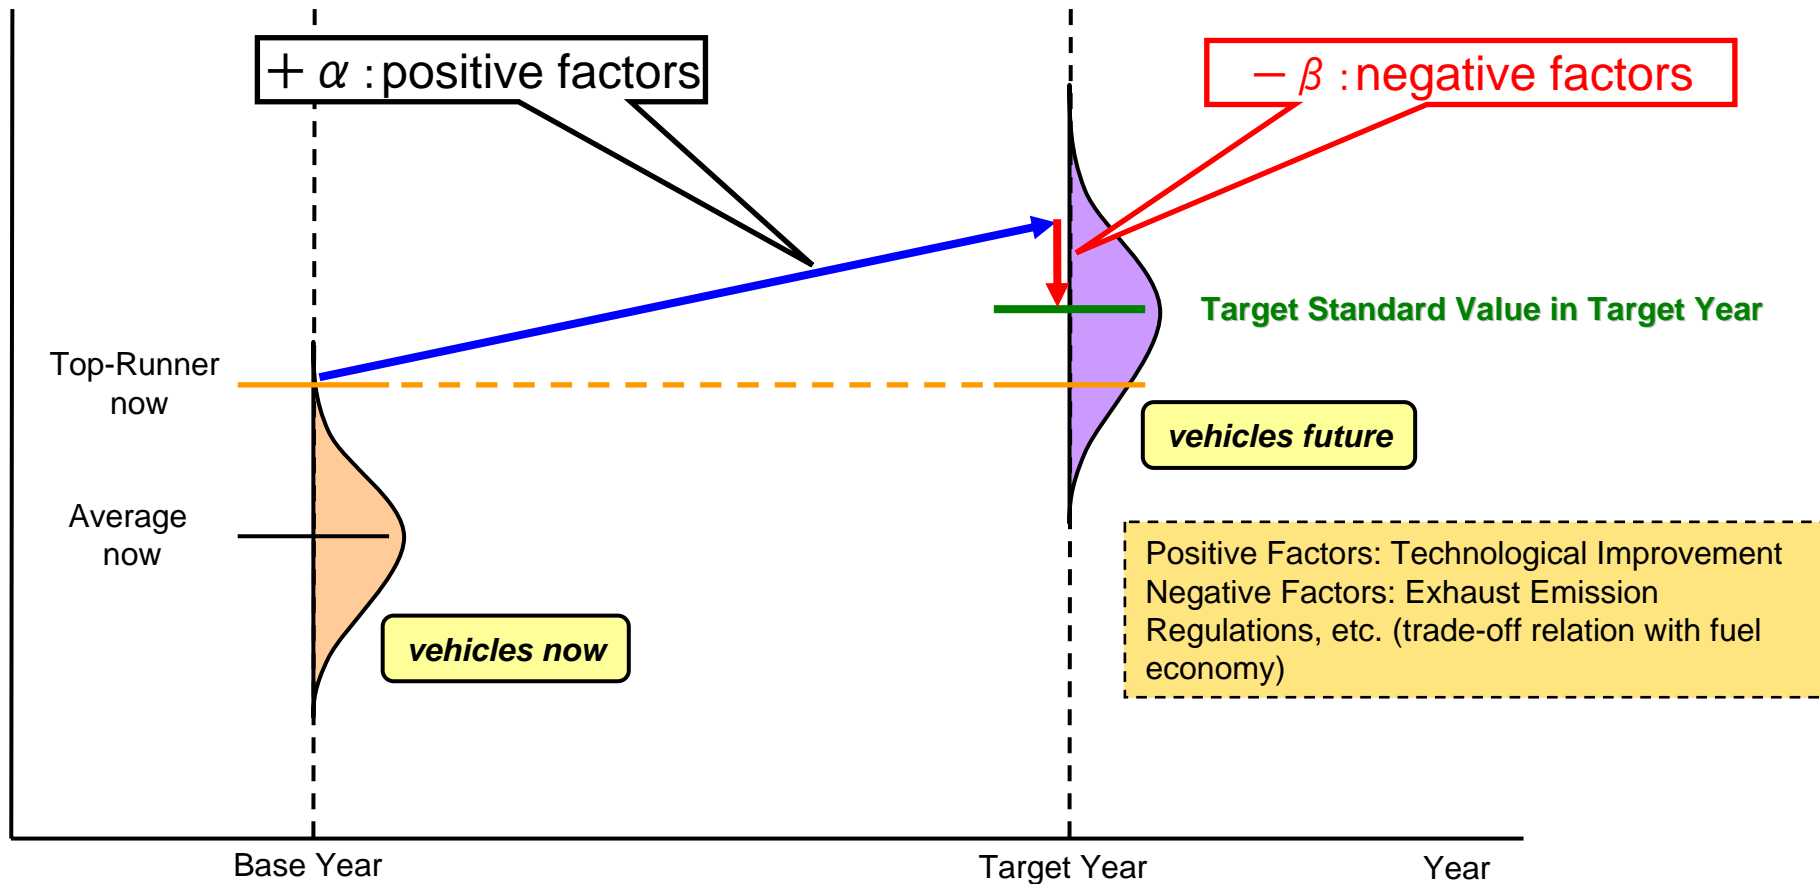 ＋α：positive factors
－β：negative factors
Target Standard Value in Target Year
Top-Runner
now
vehicles future
Average
now
Positive Factors: Technological Improvement
Negative Factors: Exhaust Emission
Regulations, etc. (trade-off relation with fuel
economy)
vehicles now
Base Year
Target Year
Year